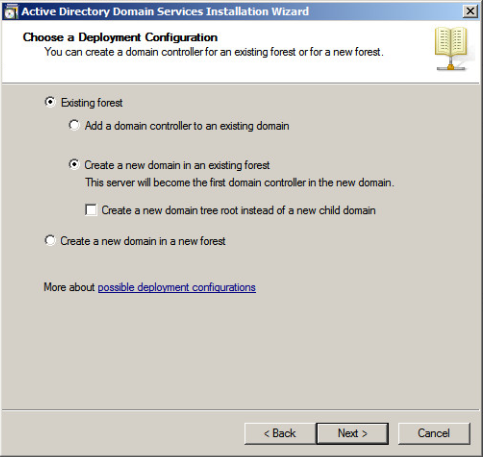 Active Directory Domain Services Installation Wizard
Choose a Deployment Configuration
You can create a domain controller for an existing forest or for a new forest.
Existing forest
Add a domain controller to an existing domain
Create a new domain in an existing forest
This server will become the first domain controller in the new domain.
Create a new domain tree root instead of a new child domain
Create a new domain in a new forest
More about possible deployment configurations
< Back Next > Cancel